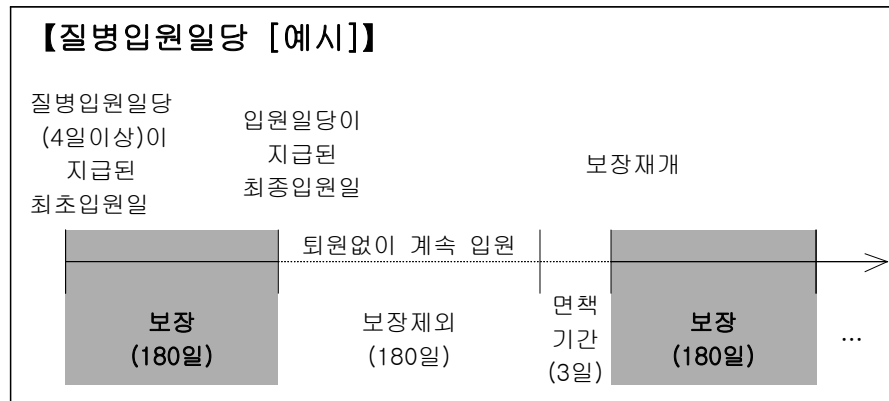 【질병입원일당 [예시]】
질병입원일당
(4일이상)이
지급된
최초입원일
입원일당이
지급된
최종입원일
보장재개
퇴원없이 계속 입원
보장
(180일)
보장제외
(180일)
면책
기간
(3일)
보장
(180일)
...